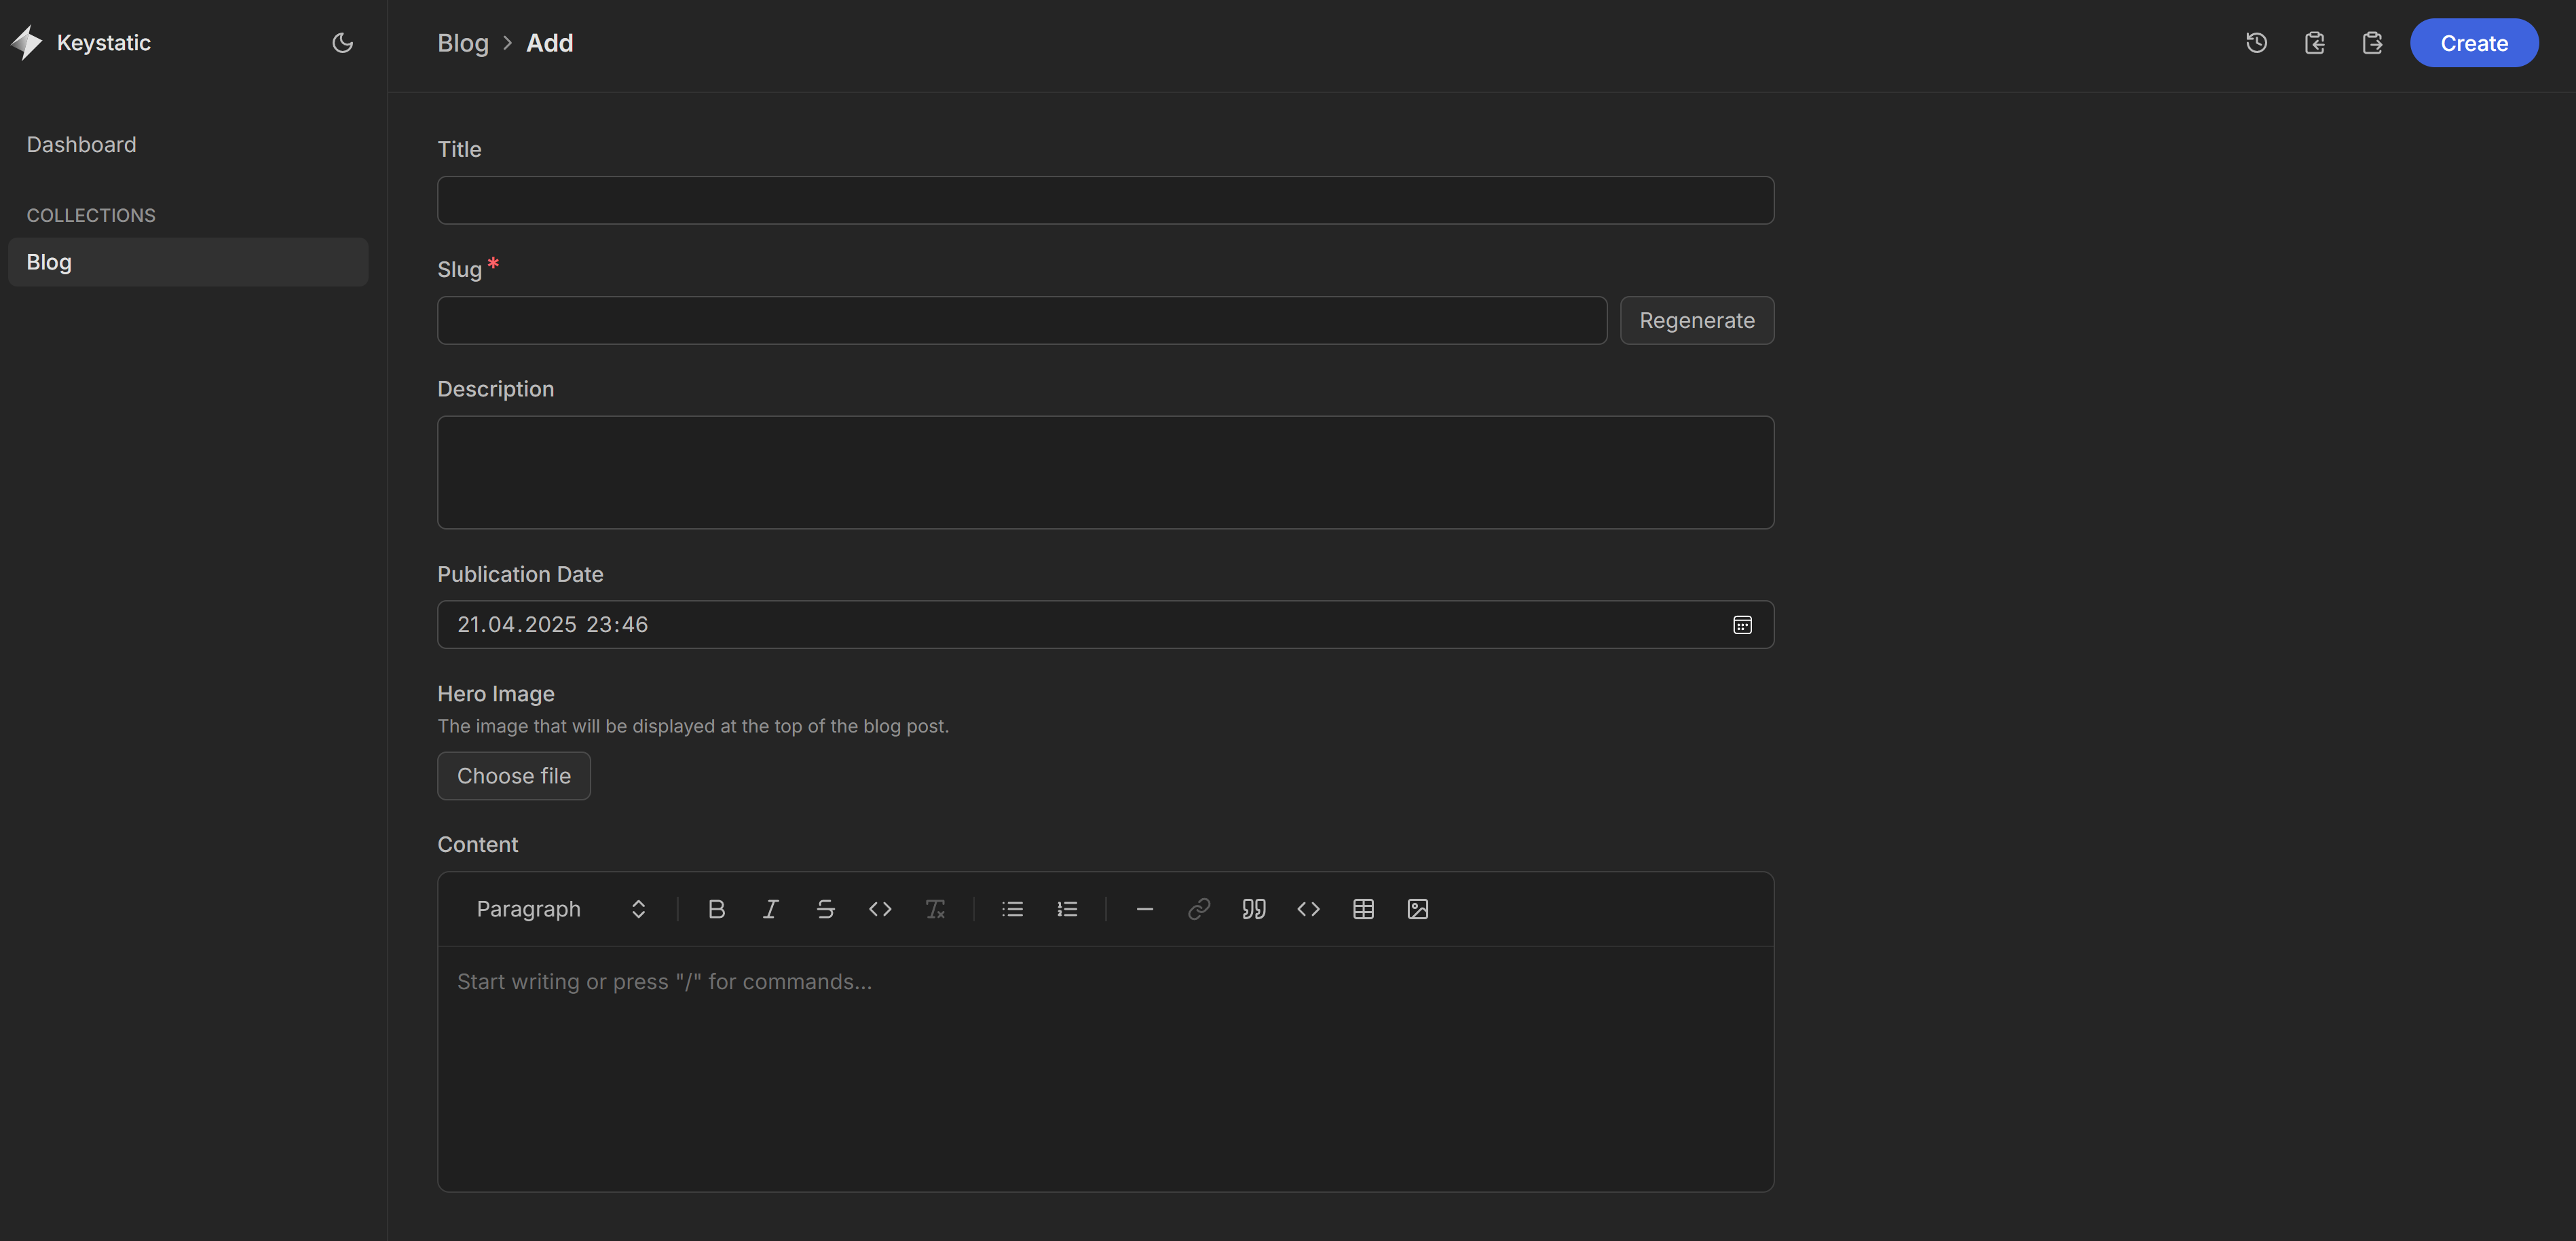 Keystatic
Dashboard
COLLECTIONS
Blog
Blog > Add
Create
Title
Slug *
Regenerate
Description
Publication Date
21.04.2025 23:46
Hero Image
The image that will be displayed at the top of the blog post.
Choose file
Content
Paragraph
Start writing or press "/" for commands...